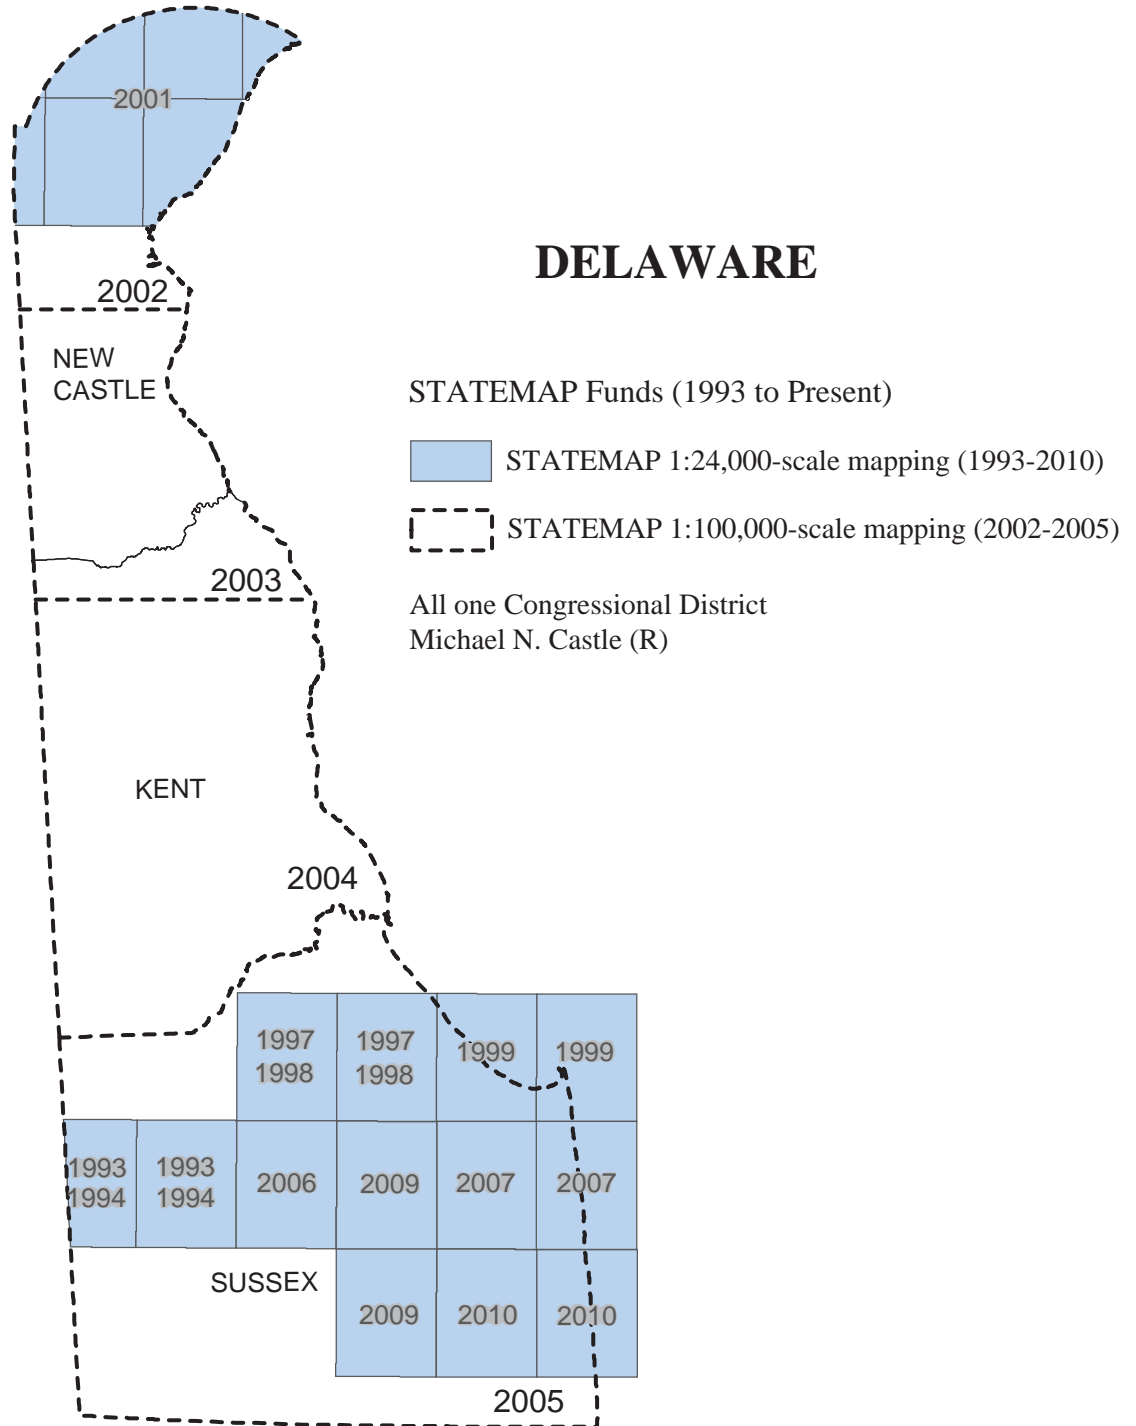 2001
DELAWARE
2002
NEW
CASTLE
STATEMAP Funds (1993 to Present)
STATEMAP 1:24,000-scale mapping (1993-2010)
STATEMAP 1:100,000-scale mapping (2002-2005)
2003
All one Congressional District
Michael N. Castle (R)
KENT
2004
1997
1998
1997
1998
1999
1999
1993
1994
1993
1994
2006
2009
2007
2007
SUSSEX
2009
2010
2010
2005